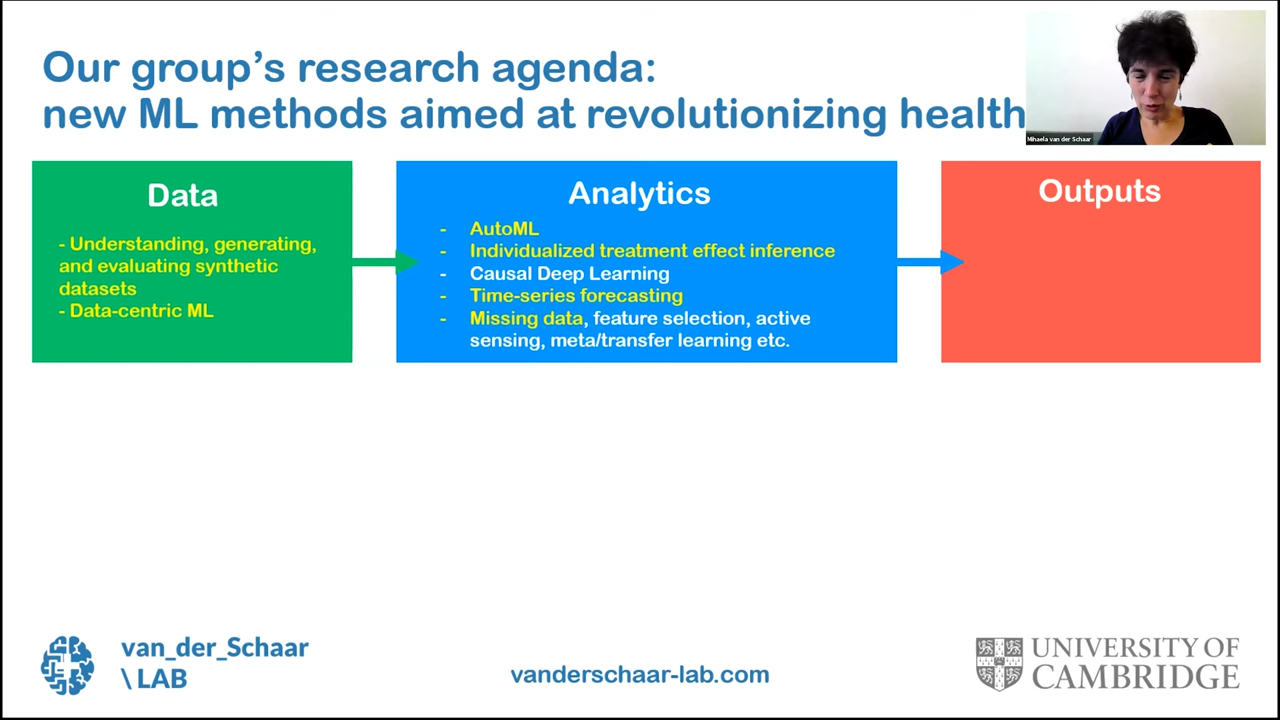 Our group's research agenda:
new ML methods aimed at revolutionizing health
Mihaela van der Schaar
Data
- Understanding, generating,
and evaluating synthetic
datasets
- Data-centric ML
Analytics
- AutoML
- Individualized treatment effect inference
- Causal Deep Learning
- Time-series forecasting
- Missing data, feature selection, active
sensing, meta/transfer learning etc.
Outputs
van_der_Schaar
\ LAB
vanderschaar-lab.com
UNIVERSITY OF
CAMBRIDGE